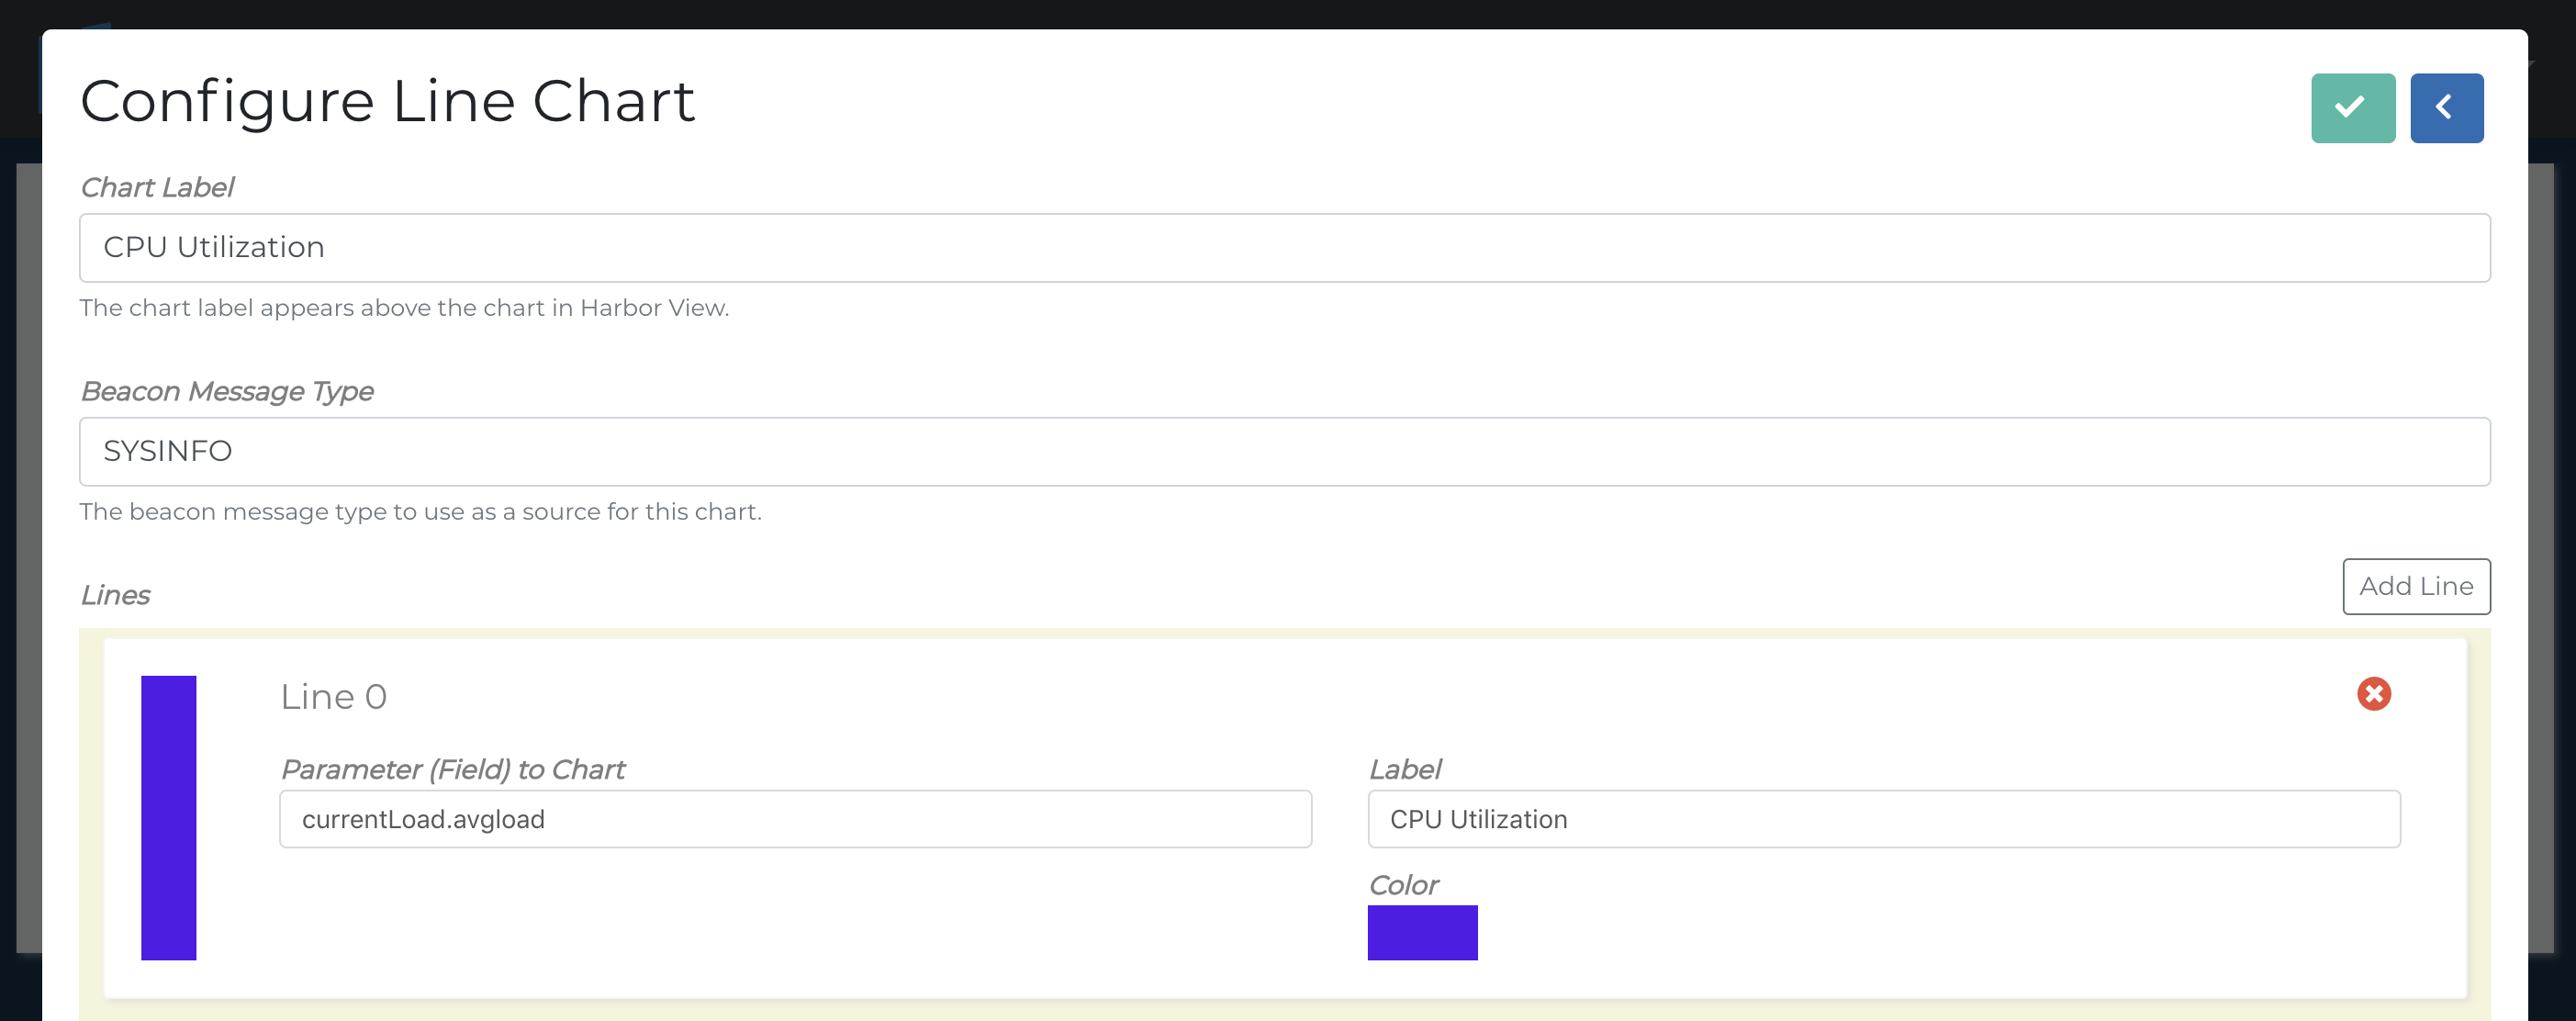 Configure Line Chart
Chart Label
CPU Utilization
The chart label appears above the chart in Harbor View.
Beacon Message Type
SYSINFO
The beacon message type to use as a source for this chart.
Lines
Add Line
Line 0
Parameter (Field) to Chart
Label
currentLoad.avgload
CPU Utilization
Color